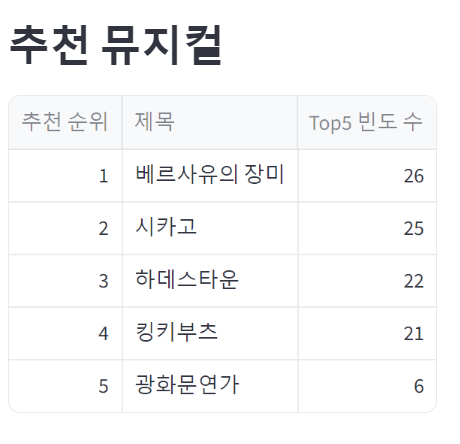 추천 뮤지컬
추천 순위 제목 Top5 빈도 수
1 베르사유의 장미 26
2 시카고 25
3 하데스타운 22
4 킹키부츠 21
5 광화문연가 6